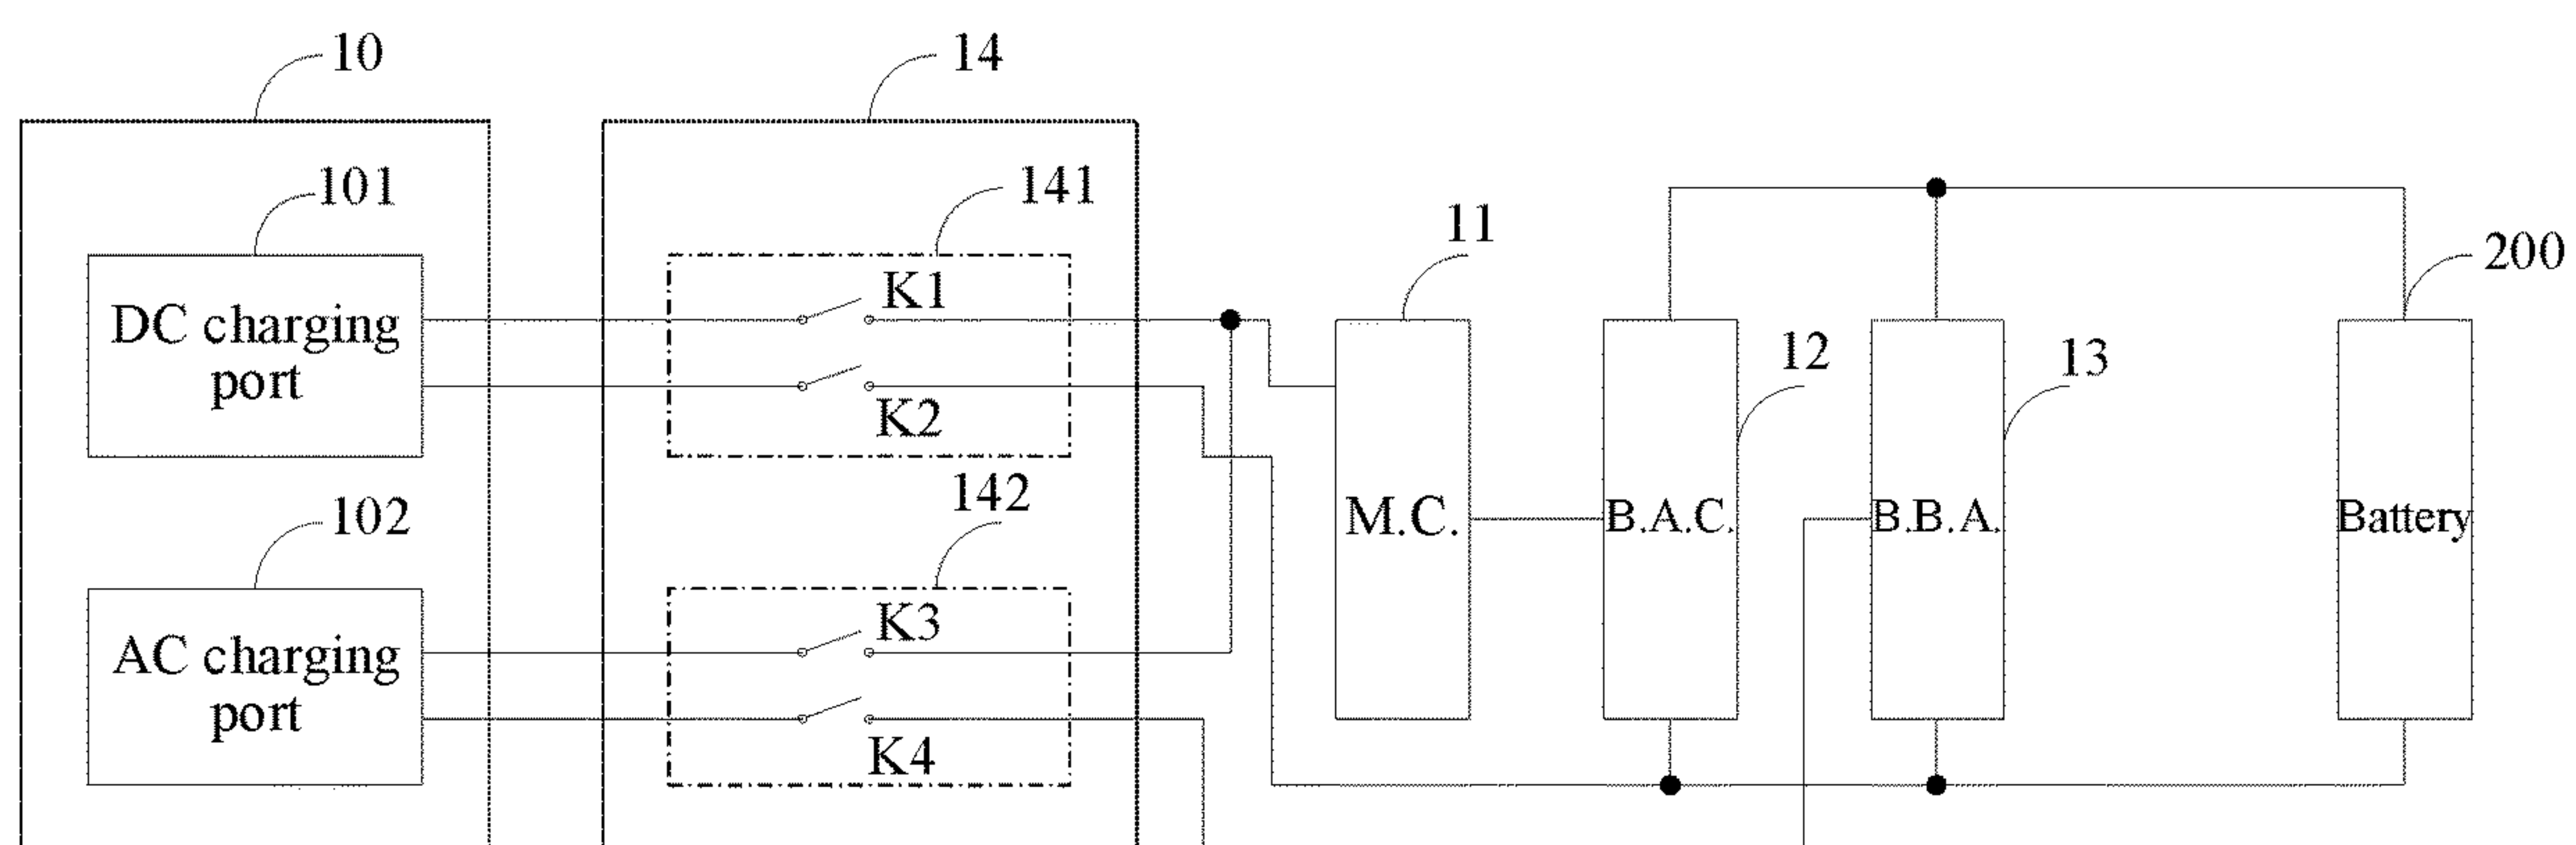 10
14
101
141
11
200
DC charging
port
K1
K2
12
13
102
142
M.C.
B.A.C.
B.B.A.
Battery
AC charging
port
K3
K4